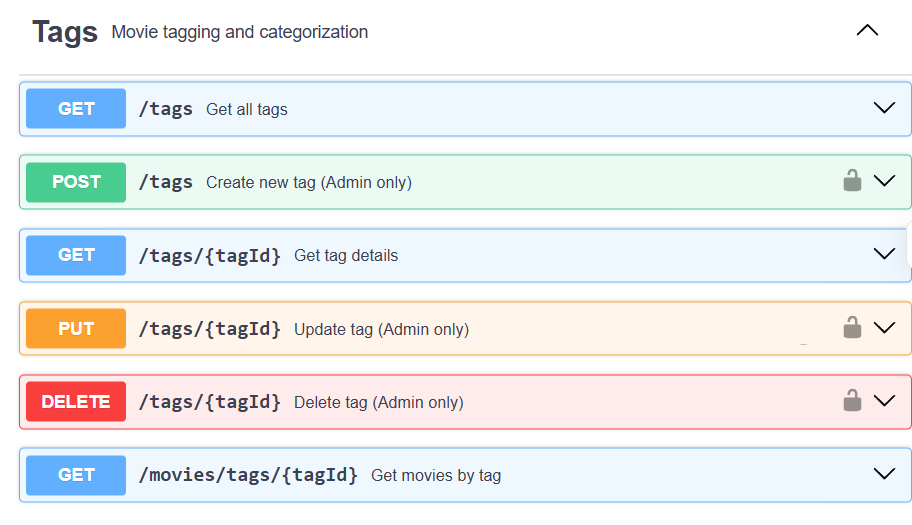 Tags Movie tagging and categorization
GET /tags Get all tags
POST /tags Create new tag (Admin only)
GET /tags/{tagId} Get tag details
PUT /tags/{tagId} Update tag (Admin only)
DELETE /tags/{tagId} Delete tag (Admin only)
GET /movies/tags/{tagId} Get movies by tag